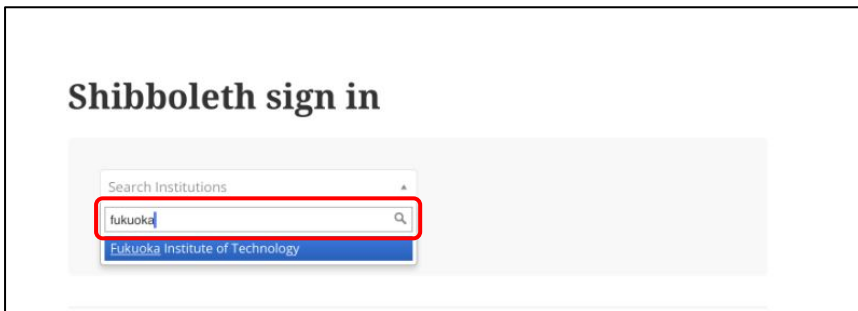 Shibboleth sign in
Search Institutions
fukuoka
Fukuoka Institute of Technology